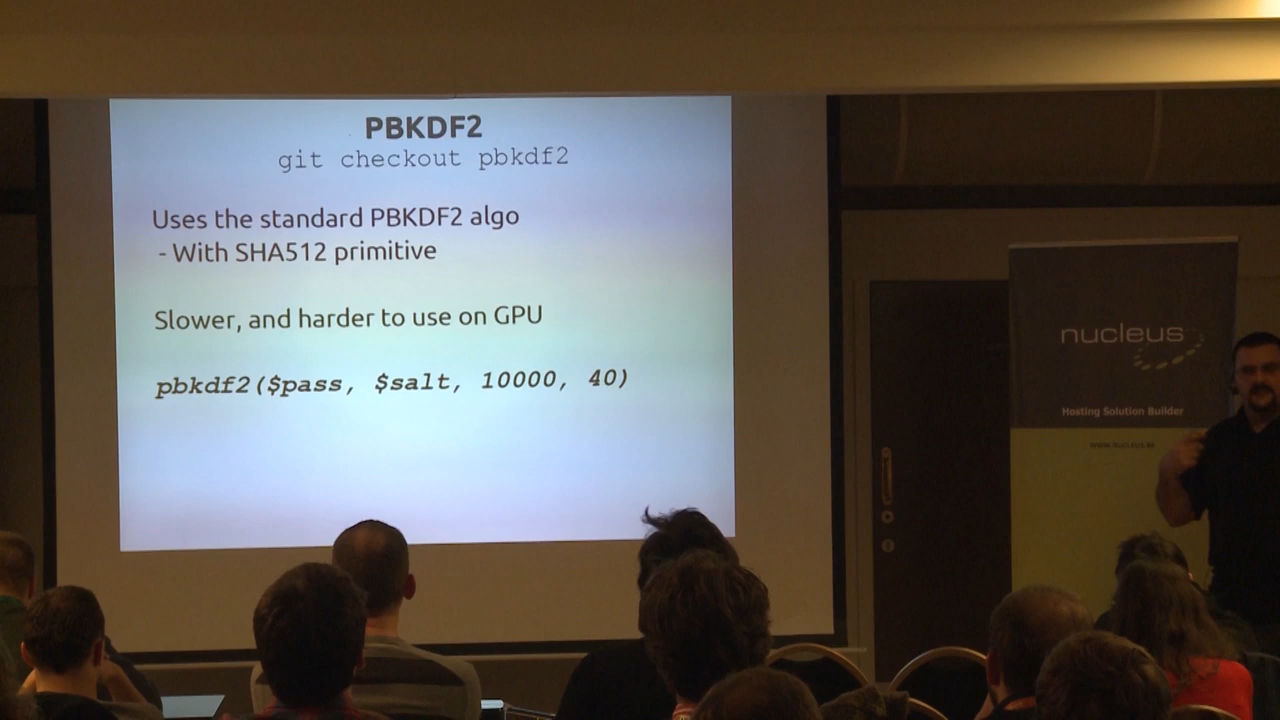 PBKDF2
git checkout pbkdf2
Uses the standard PBKDF2 algo
- With SHA512 primitive
Slower, and harder to use on GPU
pbkdf2($pass, $salt, 10000, 40)
nucleus
Hosting Solution Builder